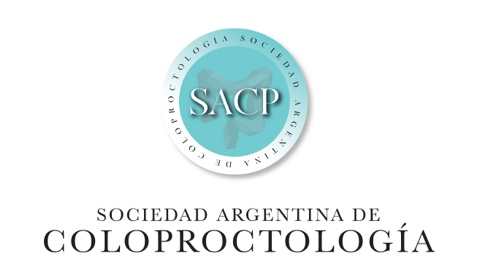 SOCIEDAD ARGENTINA DE COLOPROCTOLOGÍA
SACP
SOCIEDAD ARGENTINA DE
COLOPROCTOLOGÍA